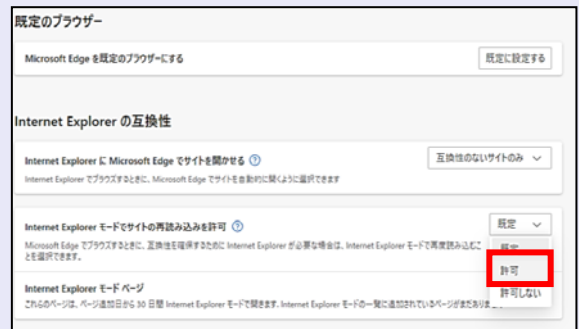 既定のブラウザー
Microsoft Edge を既定のブラウザーにする
既定に設定する
Internet Explorer の互換性
Internet Explorer に Microsoft Edge でサイトを開かせる ?
互換性のないサイトのみ
Internet Explorer でブラウズするときに、Microsoft Edge でサイトを自動的に開くように選択できます
Internet Explorer モードでサイトの再読み込みを許可 ?
既定
Microsoft Edge でブラウズするときに、互換性を確保するために Internet Explorer が必要な場合は、Internet Explorer モードで再度読み込むこ
とを選択できます。
既定
許可
許可しない
Internet Explorer モード ページ
これらのページは、ページ追加日から 30 日間 Internet Explorer モードで開きます. Internet Explorer モードの一覧に追加されているページがまだありま